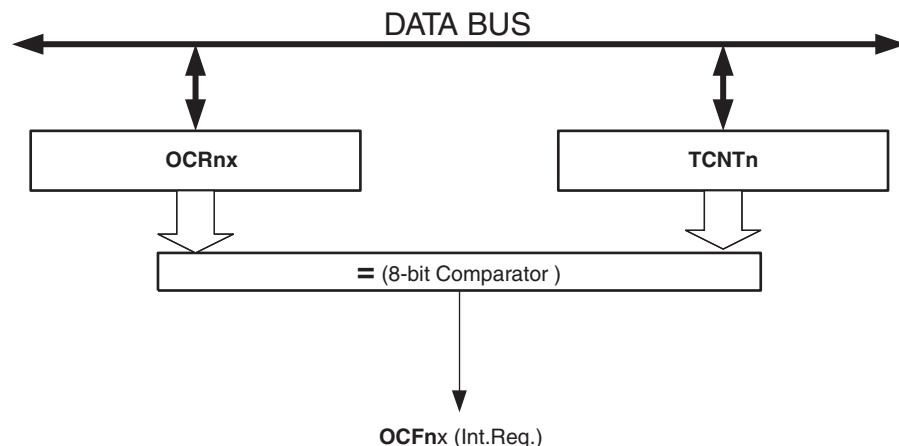 DATA BUS
OCRnx
TCNTn
= (8-bit Comparator )
OCFnx (Int.Req.)